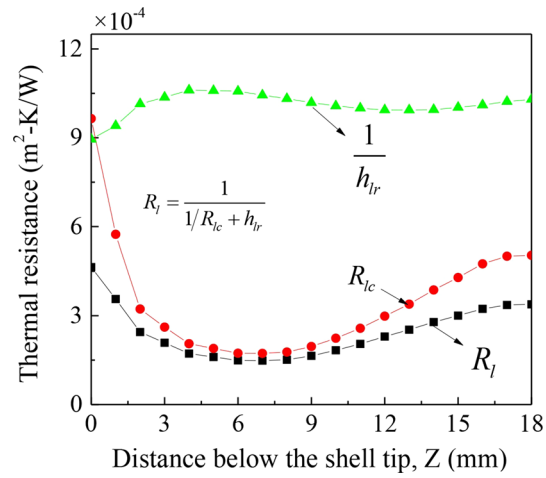 ×10⁻⁴
12
9
6
3
0
Thermal resistance (m²-K/W)
1
h_lr
R_l = 1 / (1/R_lc + h_lr)
R_lc
R_l
0 3 6 9 12 15 18
Distance below the shell tip, Z (mm)